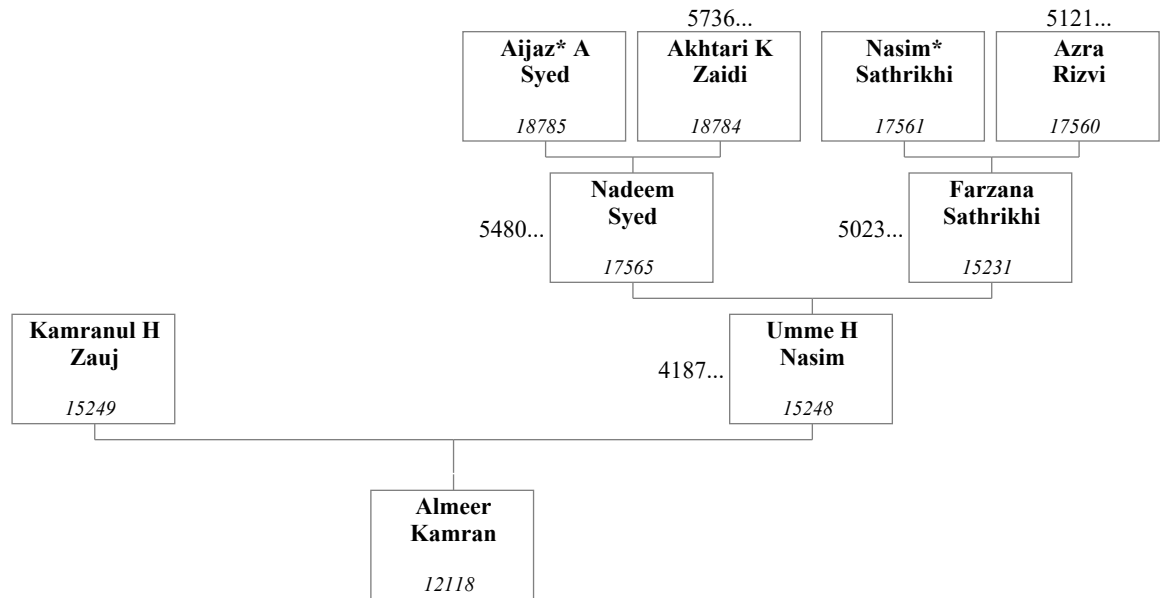 5736...
5121...
Aijaz* A
Syed
18785
Akhtari K
Zaidi
18784
Nasim*
Sathrikhi
17561
Azra
Rizvi
17560
5480...
Nadeem
Syed
17565
5023...
Farzana
Sathrikhi
15231
Kamranul H
Zauj
15249
4187...
Umme H
Nasim
15248
Almeer
Kamran
12118